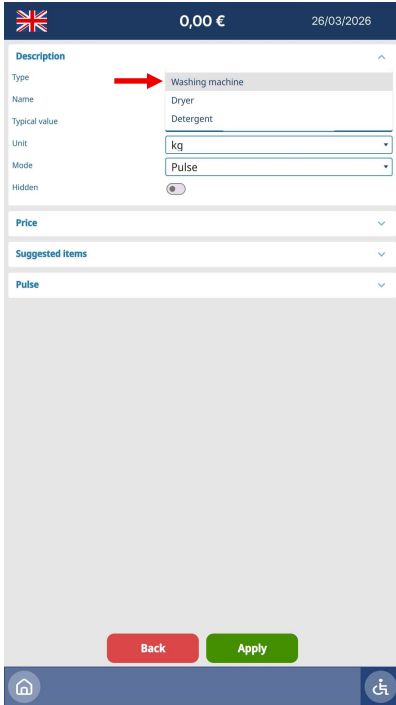 0,00 €
26/03/2026
Description
Type
Washing machine
Name
Dryer
Typical value
Detergent
Unit
kg
Mode
Pulse
Hidden
Price
Suggested items
Pulse
Back
Apply